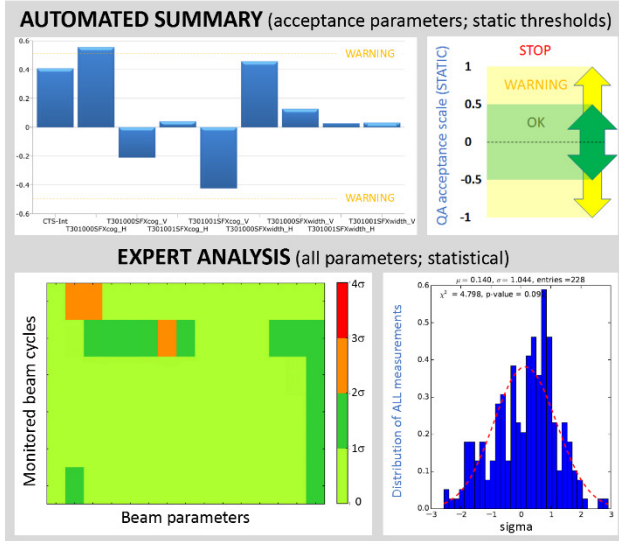 AUTOMATED SUMMARY (acceptance parameters; static thresholds)
0.6
WARNING
0.4
0.2
0
-0.2
-0.4
WARNING
-0.6
CTS-Int T301000SFXcog_V T301001SFXcog_V T301000SFXwidth_V T301001SFXwidth_V
T301000SFXcog_H T301001SFXcog_H T301000SFXwidth_H T301001SFXwidth_H
QA acceptance scale (STATIC)
STOP
1
WARNING
0.5
OK
0
-0.5
-1
EXPERT ANALYSIS (all parameters; statistical)
Monitored beam cycles
Beam parameters
4σ
3σ
2σ
1σ
0
μ = 0.140, σ = 1.044, entries =228
χ² = 4.798, p-value = 0.09
Distribution of ALL measurements
0.6
0.5
0.4
0.3
0.2
0.1
0.0
−3 −2 −1 0 1 2 3
sigma